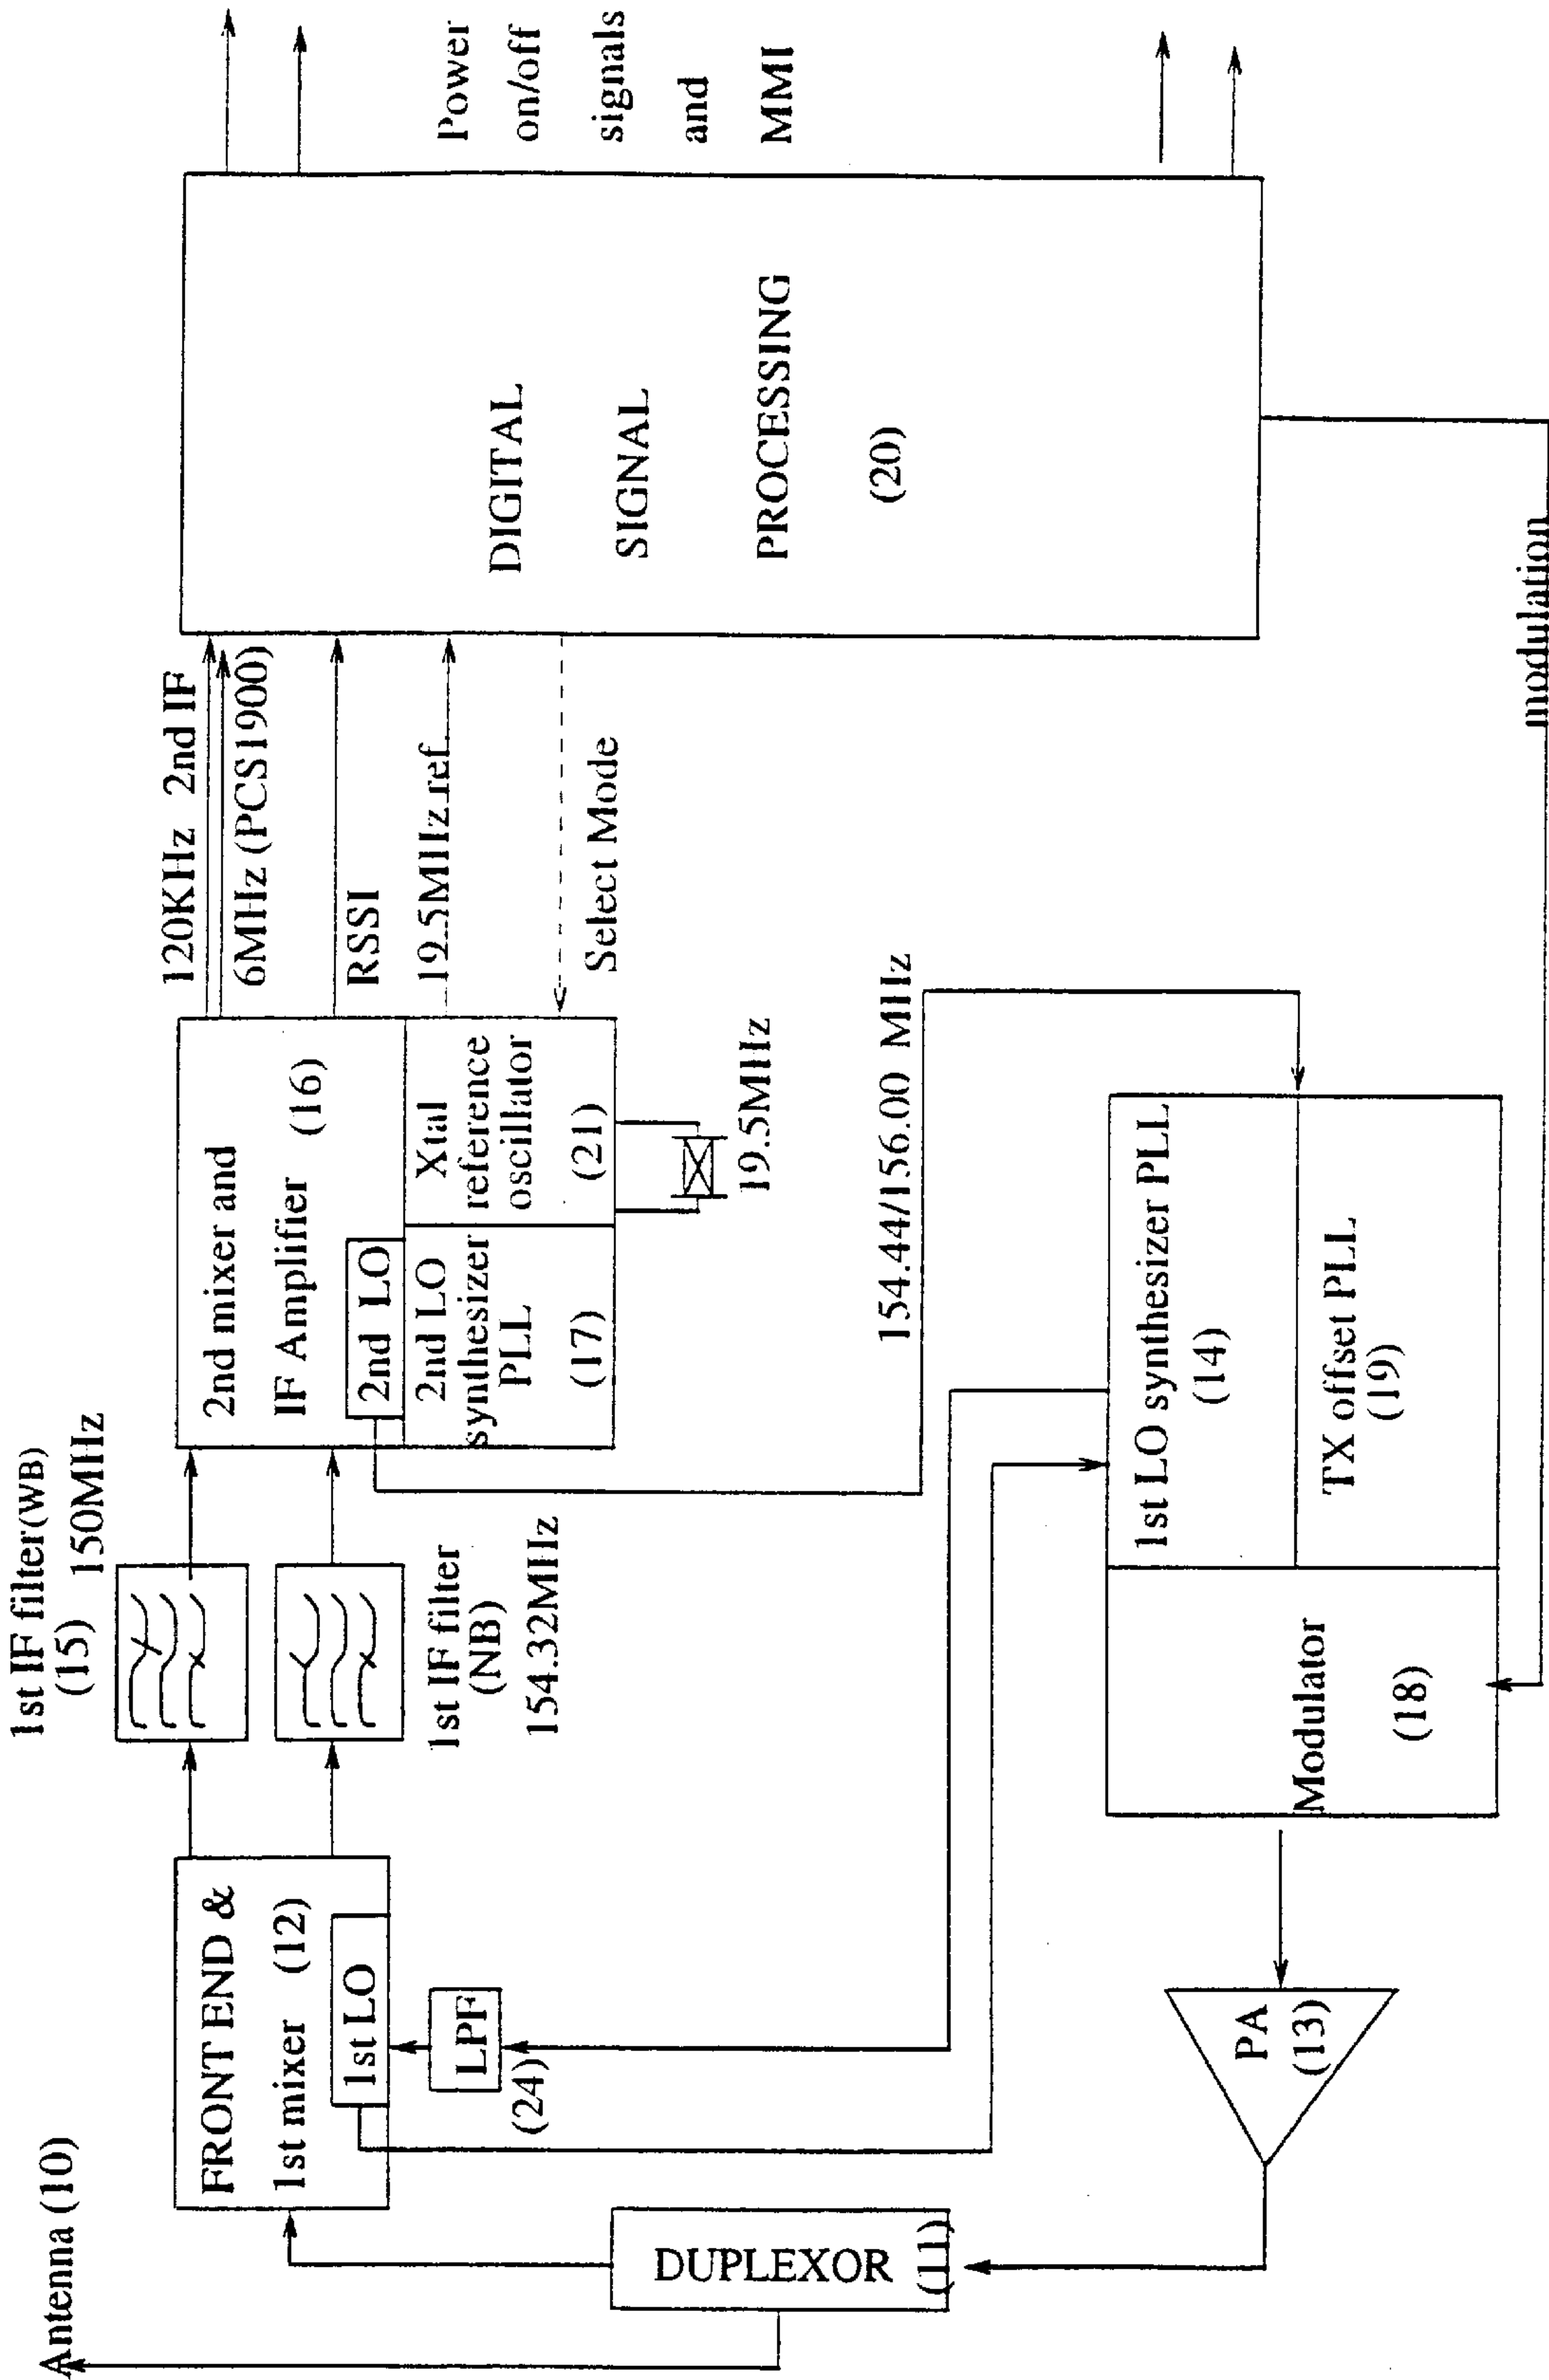 Antenna (10)
DUPLEXOR
(11)
FRONT END &
1st mixer (12)
1st LO
LPF
(24)
PA
(13)
1st IF filter(WB)
(15) 150MHz
1st IF filter
(NB)
154.32MHz
2nd mixer and
IF Amplifier (16)
2nd LO
2nd LO
synthesizer
PLL
(17)
Xtal
reference
oscillator
(21)
19.5MHz
154.44/156.00 MHz
1st LO synthesizer PLL
(14)
TX offset PLL
(19)
Modulator
(18)
120KHz 2nd IF
6MHz (PCS1900)
RSSI
19.5MHz ref
Select Mode
DIGITAL
SIGNAL
PROCESSING
(20)
modulation
Power
on/off
signals
and
MMI